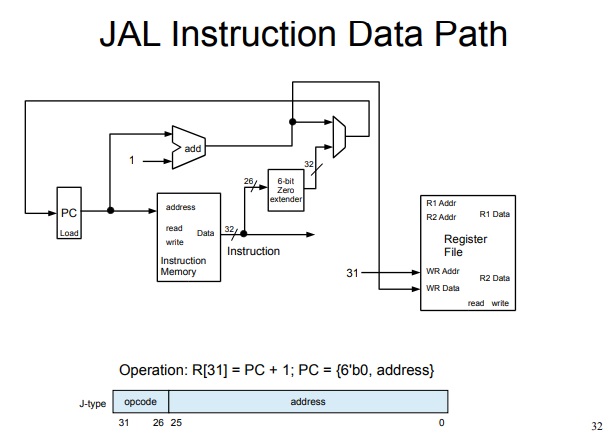 JAL Instruction Data Path
add
1
32
26
6-bit
Zero
extender
PC
Load
address
read
write
Data
32
Instruction
Memory
Instruction
R1 Addr
R2 Addr
R1 Data
Register
File
31
WR Addr
WR Data
R2 Data
read write
Operation: R[31] = PC + 1; PC = {6'b0, address}
J-type
opcode
address
31 26 25 0
32